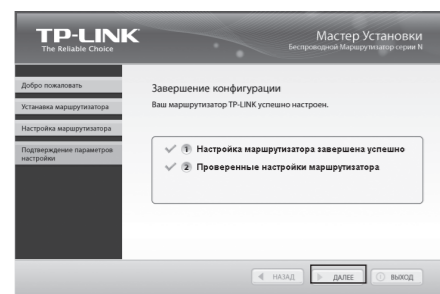 TP-LINK
The Reliable Choice
Мастер Установки
Беспроводной Маршрутизатор серии N
Добро пожаловать
Устанавка маршрутизатора
Настройка маршрутизатора
Подтверждение параметров
настройки
Завершение конфигурации
Ваш маршрутизатор TP-LINK успешно настроен.
1 Настройка маршрутизатора завершена успешно
2 Проверенные настройки маршрутизатора
НАЗАД
ДАЛЕЕ
ВЫХОД